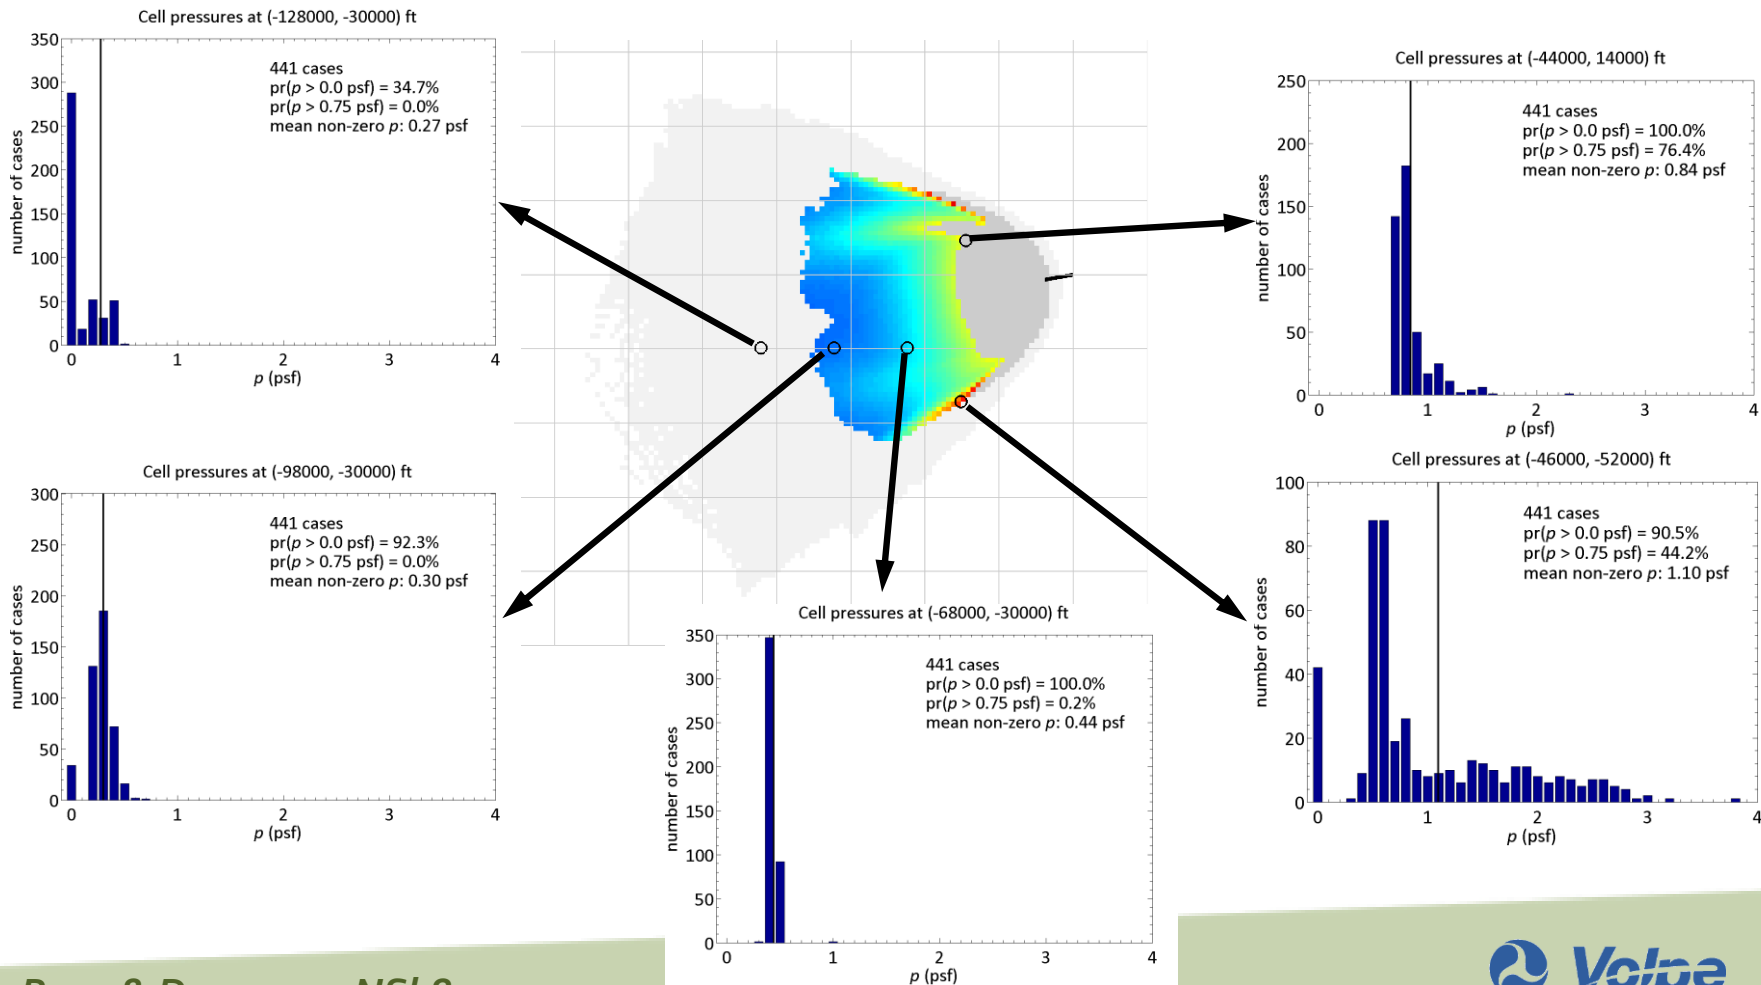 Cell pressures at (-128000, -30000) ft
350
300
250
200
150
100
50
0
number of cases
441 cases
pr(p > 0.0 psf) = 34.7%
pr(p > 0.75 psf) = 0.0%
mean non-zero p: 0.27 psf
0 1 2 3 4
p (psf)
Cell pressures at (-44000, 14000) ft
250
200
150
100
50
0
number of cases
441 cases
pr(p > 0.0 psf) = 100.0%
pr(p > 0.75 psf) = 76.4%
mean non-zero p: 0.84 psf
0 1 2 3 4
p (psf)
Cell pressures at (-98000, -30000) ft
300
250
200
150
100
50
0
number of cases
441 cases
pr(p > 0.0 psf) = 92.3%
pr(p > 0.75 psf) = 0.0%
mean non-zero p: 0.30 psf
0 1 2 3 4
p (psf)
Cell pressures at (-68000, -30000) ft
350
300
250
200
150
100
50
0
number of cases
441 cases
pr(p > 0.0 psf) = 100.0%
pr(p > 0.75 psf) = 0.2%
mean non-zero p: 0.44 psf
0 1 2 3 4
p (psf)
Cell pressures at (-46000, -52000) ft
100
80
60
40
20
0
number of cases
441 cases
pr(p > 0.0 psf) = 90.5%
pr(p > 0.75 psf) = 44.2%
mean non-zero p: 1.10 psf
0 1 2 3 4
p (psf)
Volpe